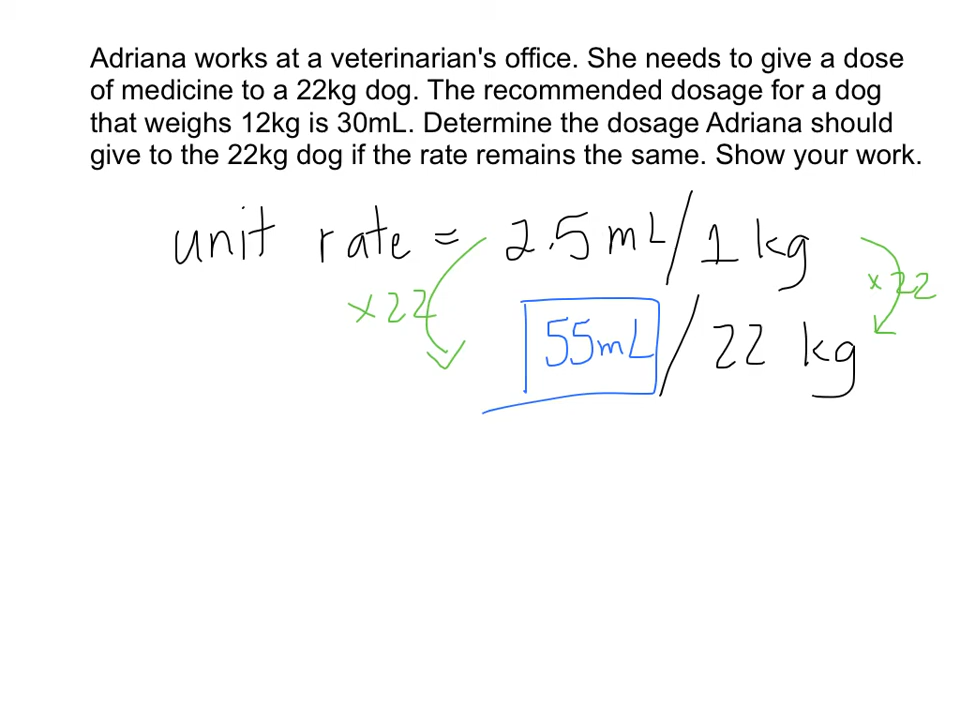 Adriana works at a veterinarian's office. She needs to give a dose
of medicine to a 22kg dog. The recommended dosage for a dog
that weighs 12kg is 30mL. Determine the dosage Adriana should
give to the 22kg dog if the rate remains the same. Show your work.
unit rate = 2.5 mL/1 kg
×22 ×22
55mL/22 kg